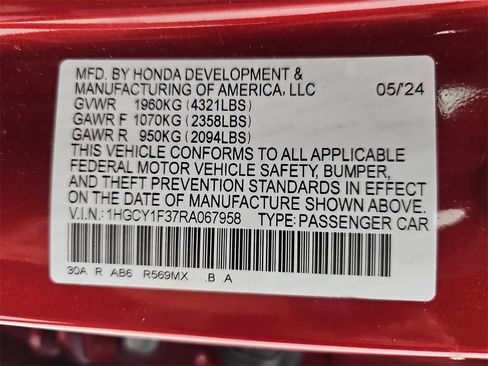 MFD. BY HONDA DEVELOPMENT &
MANUFACTURING OF AMERICA, LLC 05/24
GVWR 1960KG (4321LBS)
GAWR F 1070KG (2358LBS)
GAWR R 950KG (2094LBS)
THIS VEHICLE CONFORMS TO ALL APPLICABLE
FEDERAL MOTOR VEHICLE SAFETY, BUMPER,
AND THEFT PREVENTION STANDARDS IN EFFECT
ON THE DATE OF MANUFACTURE SHOWN ABOVE.
V.I.N.: 1HGCY1F37RA067958 TYPE: PASSENGER CAR
30A R AB6 R569MX .B .A